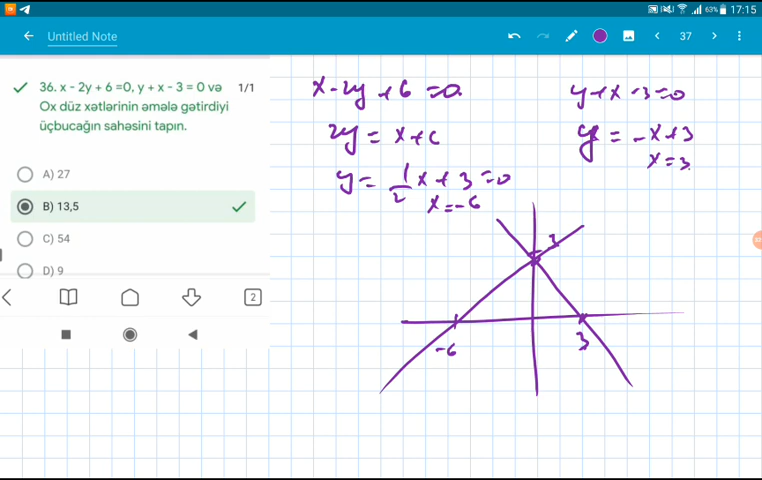 63% 17:15
Untitled Note
37
36. x - 2y + 6 =0, y + x - 3 = 0 və 1/1
Ox düz xətlərinin əmələ gətirdiyi
üçbucağın sahəsini tapın.
A) 27
B) 13,5
C) 54
D) 9
2
x-2y+6=0
2y = x+6
y = 1/2 x + 3 =0
x=-6
y+x-3=0
y = -x+3
x=3
3
-6
3